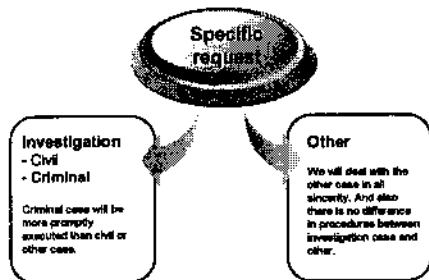 Specific
request
Investigation
- Civil
- Criminal
Criminal case will be
more promptly
executed than civil or
other case.
Other
We will deal with the
other case in all
sincerity. And also
there is no difference
in procedures between
investigation case and
other.